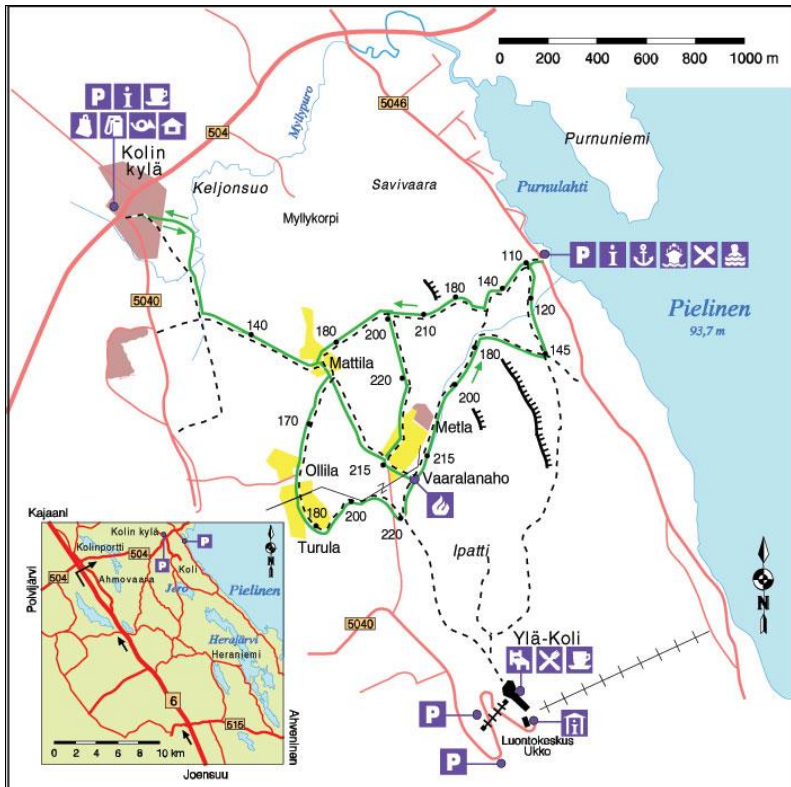 0 200 400 600 800 1000 m
P i
5046
504
Myllypuro
Purnuniemi
Kolin
kylä
Keljonsuo
Savivaara
Purnulahti
Myllykorpi
110
P i
5040
180
140
120
Pielinen
93,7 m
140
180
200
210
145
Mattila
180
220
200
170
Metla
Ollila
215
215
Vaaralanaho
180
200
220
Turula
Ipatti
N
5040
Ylä-Koli
P
i
Luontokeskus
Ukko
P
Kajaani
Kolin kylä
P
Kolinportti
504
P
N
504
Ahmovaara
Koli
Polvijärvi
Jero
Pielinen
Herajärvi
Heraniemi
6
515
Ahveninen
0 2 4 6 8 10 km
Joensuu